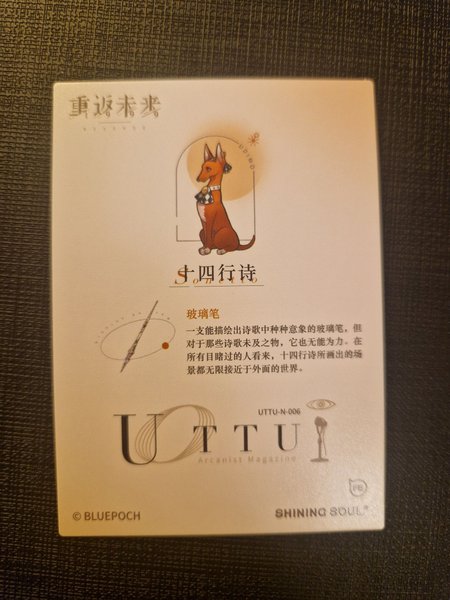 重返未来
REVERSE
UDIMO
十四行诗
Sonetto
玻璃笔
一支能描绘出诗歌中种种意象的玻璃笔，但
对于那些诗歌未及之物，它也无能为力。在
所有目睹过的人看来，十四行诗所画出的场
景都无限接近于外面的世界。
UTTU-N-006
UTTU
Arcanist Magazine
© BLUEPOCH
SHINING SOUL®